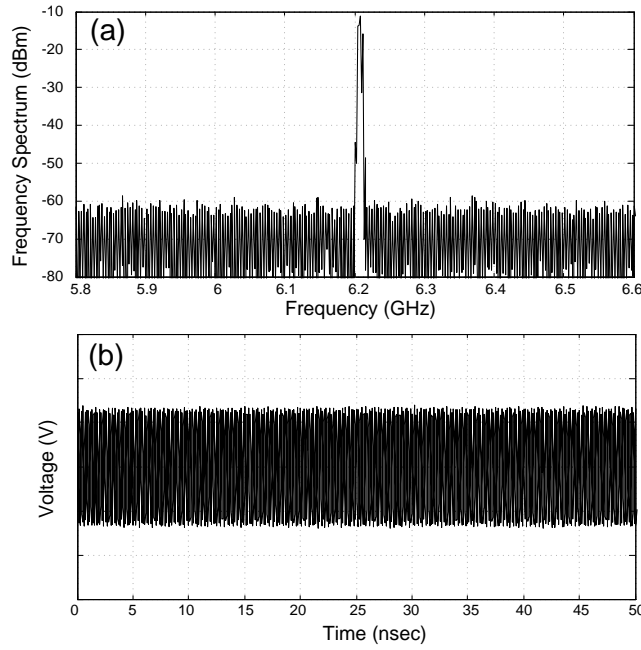 (a)
Frequency Spectrum (dBm)
-10
-20
-30
-40
-50
-60
-70
-80
5.8 5.9 6 6.1 6.2 6.3 6.4 6.5 6.6
Frequency (GHz)
(b)
Voltage (V)
0 5 10 15 20 25 30 35 40 45 50
Time (nsec)